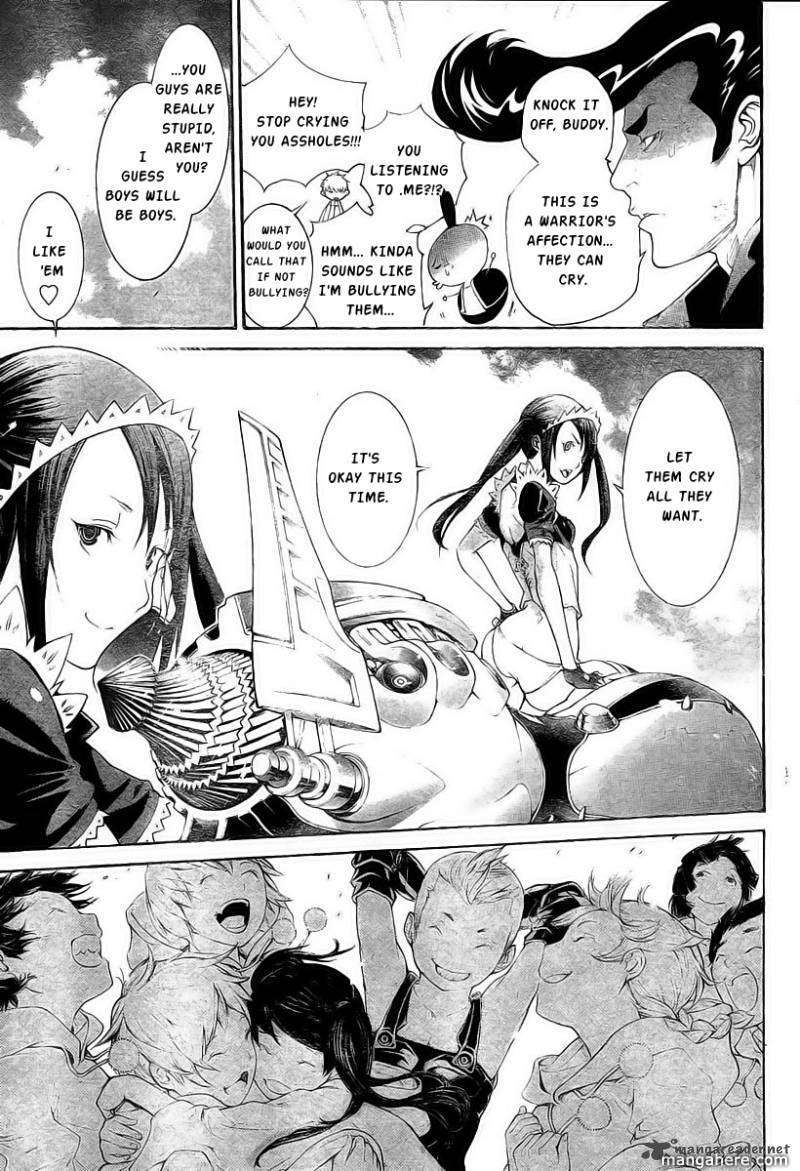 KNOCK IT
OFF, BUDDY.
THIS IS
A WARRIOR'S
AFFECTION...
THEY CAN
CRY.
HEY!
STOP CRYING
YOU ASSHOLES!!!
YOU
LISTENING
TO .ME?!?
HMM... KINDA
SOUNDS LIKE
I'M BULLYING
THEM...
WHAT
WOULD YOU
CALL THAT
IF NOT
BULLYING?
...YOU
GUYS ARE
REALLY
STUPID,
AREN'T
YOU?
I
GUESS
BOYS WILL
BE BOYS.
I
LIKE
'EM
♡
LET
THEM CRY
ALL THEY
WANT.
IT'S
OKAY THIS
TIME.
mangareader.net
mangahere.com